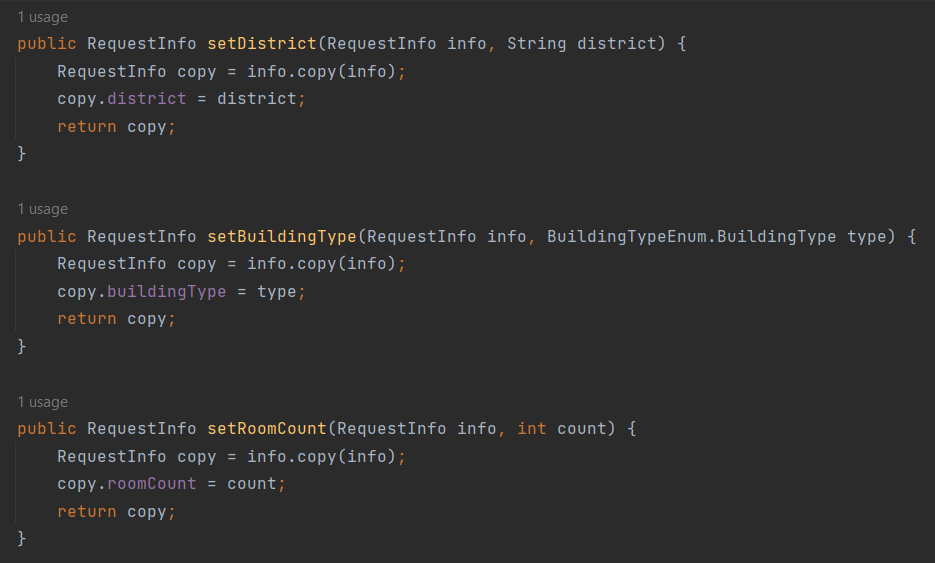 1 usage
public RequestInfo setDistrict(RequestInfo info, String district) {
    RequestInfo copy = info.copy(info);
    copy.district = district;
    return copy;
}
1 usage
public RequestInfo setBuildingType(RequestInfo info, BuildingTypeEnum.BuildingType type) {
    RequestInfo copy = info.copy(info);
    copy.buildingType = type;
    return copy;
}
1 usage
public RequestInfo setRoomCount(RequestInfo info, int count) {
    RequestInfo copy = info.copy(info);
    copy.roomCount = count;
    return copy;
}